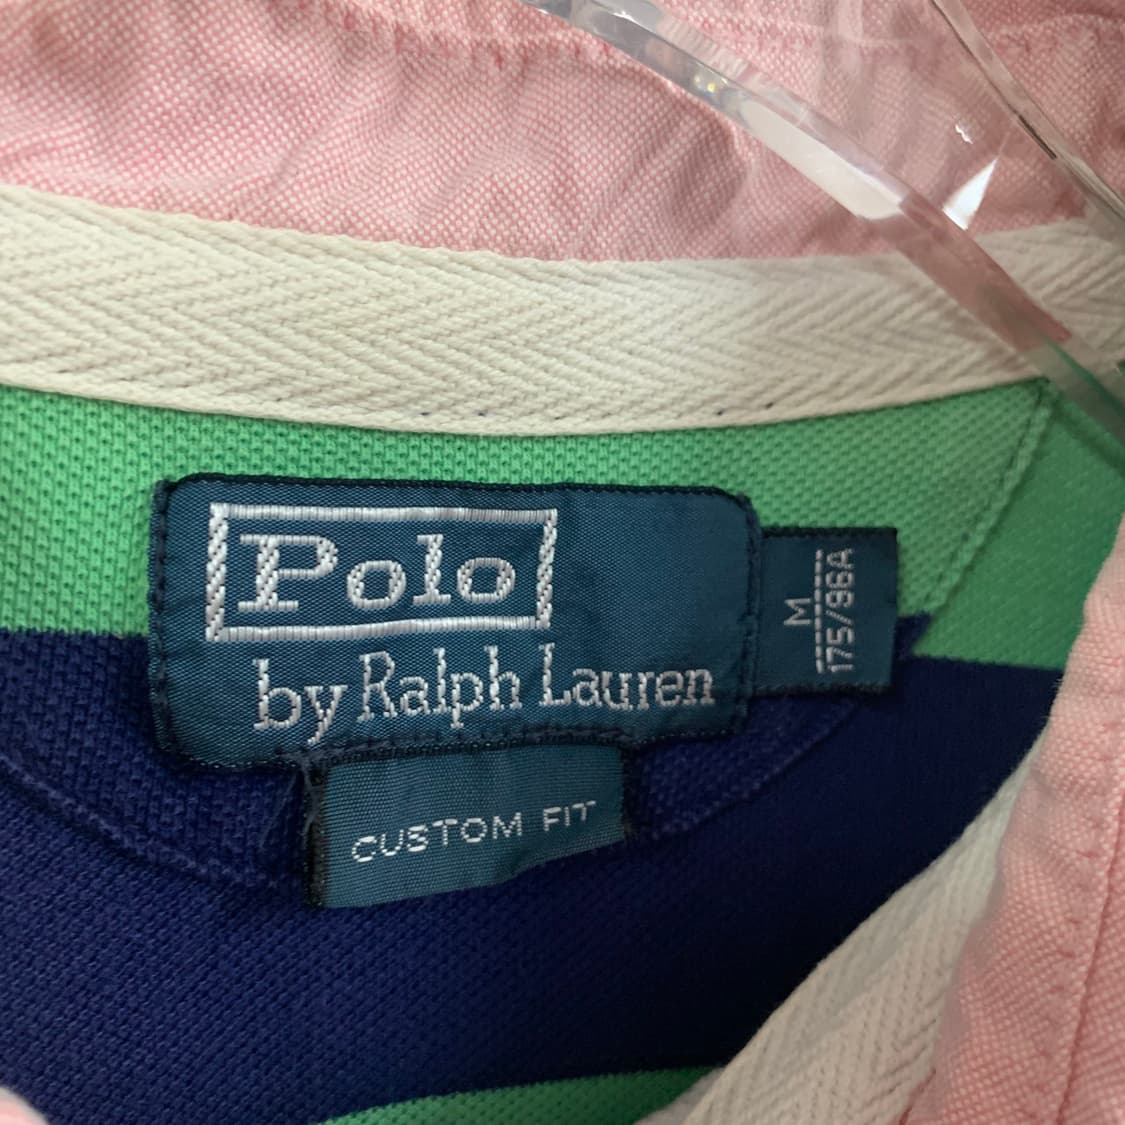 Polo
by Ralph Lauren
M
175/96A
CUSTOM FIT